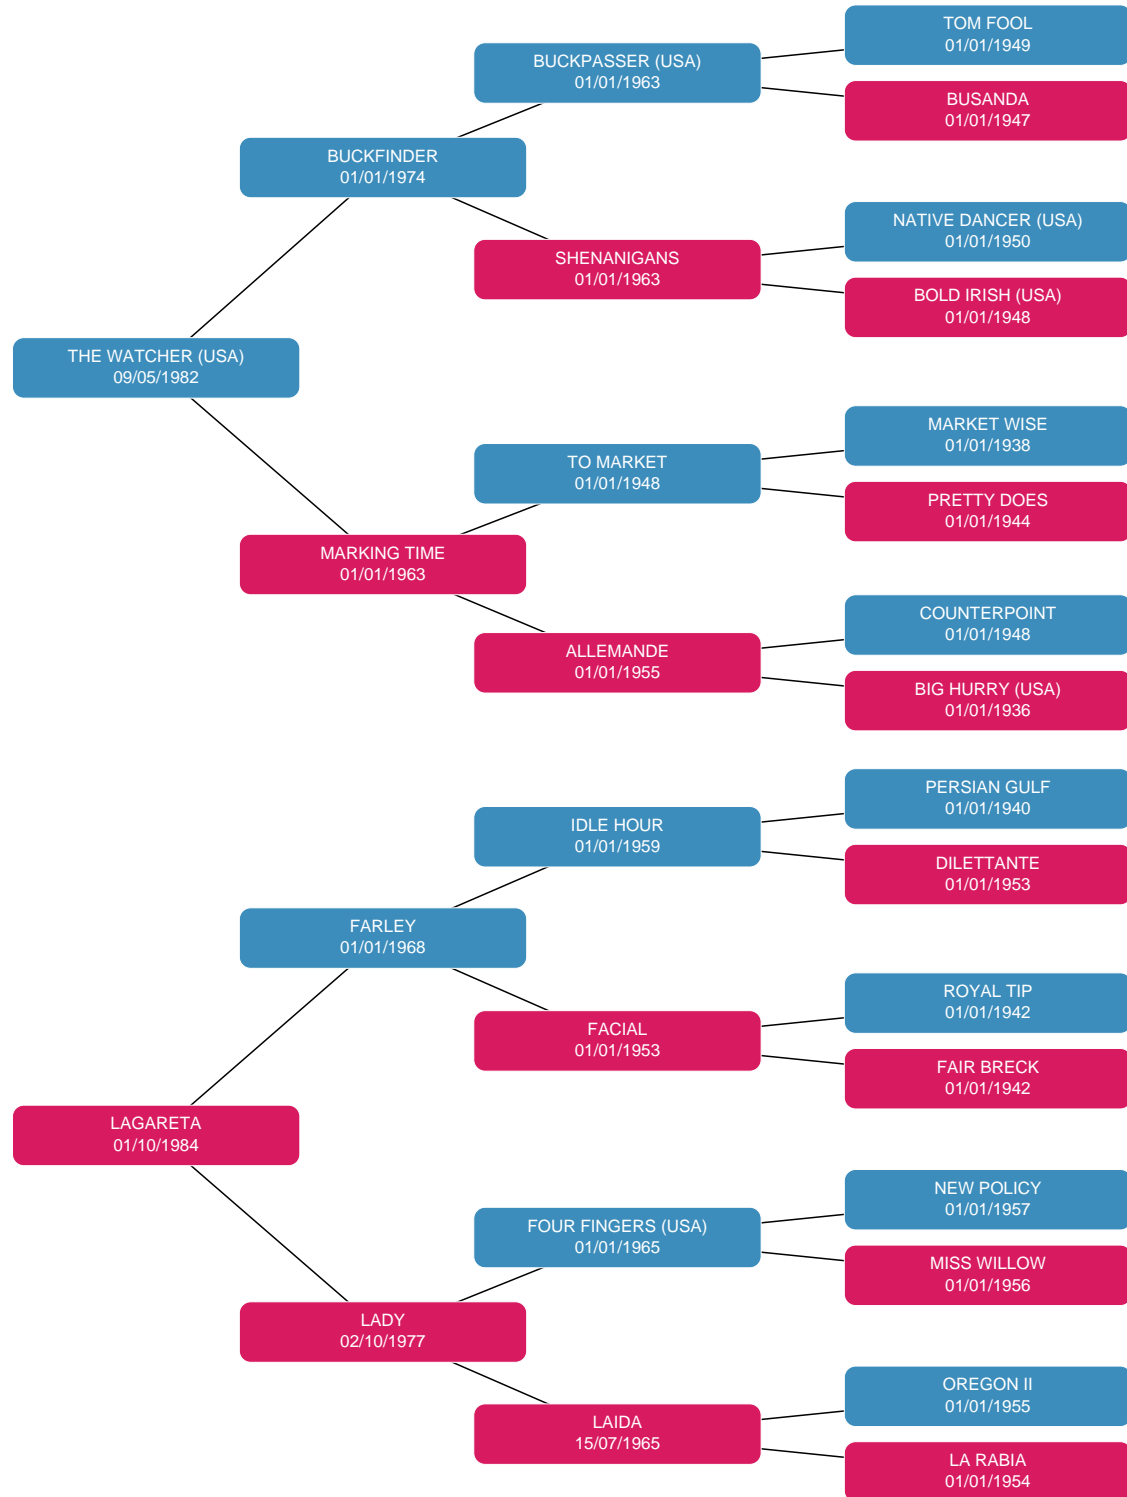 TOM FOOL
01/01/1949
BUCKPASSER (USA)
01/01/1963
BUSANDA
01/01/1947
BUCKFINDER
01/01/1974
NATIVE DANCER (USA)
01/01/1950
SHENANIGANS
01/01/1963
BOLD IRISH (USA)
01/01/1948
THE WATCHER (USA)
09/05/1982
MARKET WISE
01/01/1938
TO MARKET
01/01/1948
PRETTY DOES
01/01/1944
MARKING TIME
01/01/1963
COUNTERPOINT
01/01/1948
ALLEMANDE
01/01/1955
BIG HURRY (USA)
01/01/1936
PERSIAN GULF
01/01/1940
IDLE HOUR
01/01/1959
DILETTANTE
01/01/1953
FARLEY
01/01/1968
ROYAL TIP
01/01/1942
FACIAL
01/01/1953
FAIR BRECK
01/01/1942
LAGARETA
01/10/1984
NEW POLICY
01/01/1957
FOUR FINGERS (USA)
01/01/1965
MISS WILLOW
01/01/1956
LADY
02/10/1977
OREGON II
01/01/1955
LAIDA
15/07/1965
LA RABIA
01/01/1954